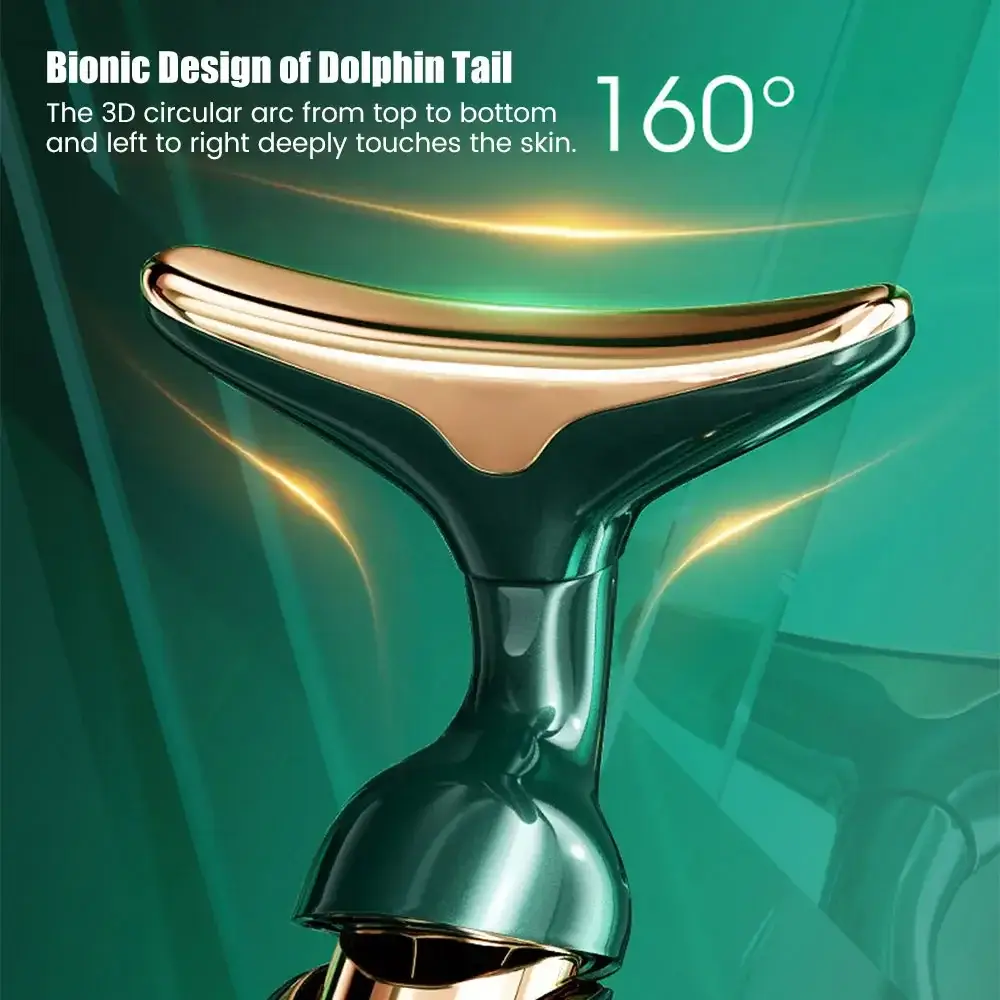 Bionic Design of Dolphin Tail
The 3D circular arc from top to bottom
and left to right deeply touches the skin.
160°